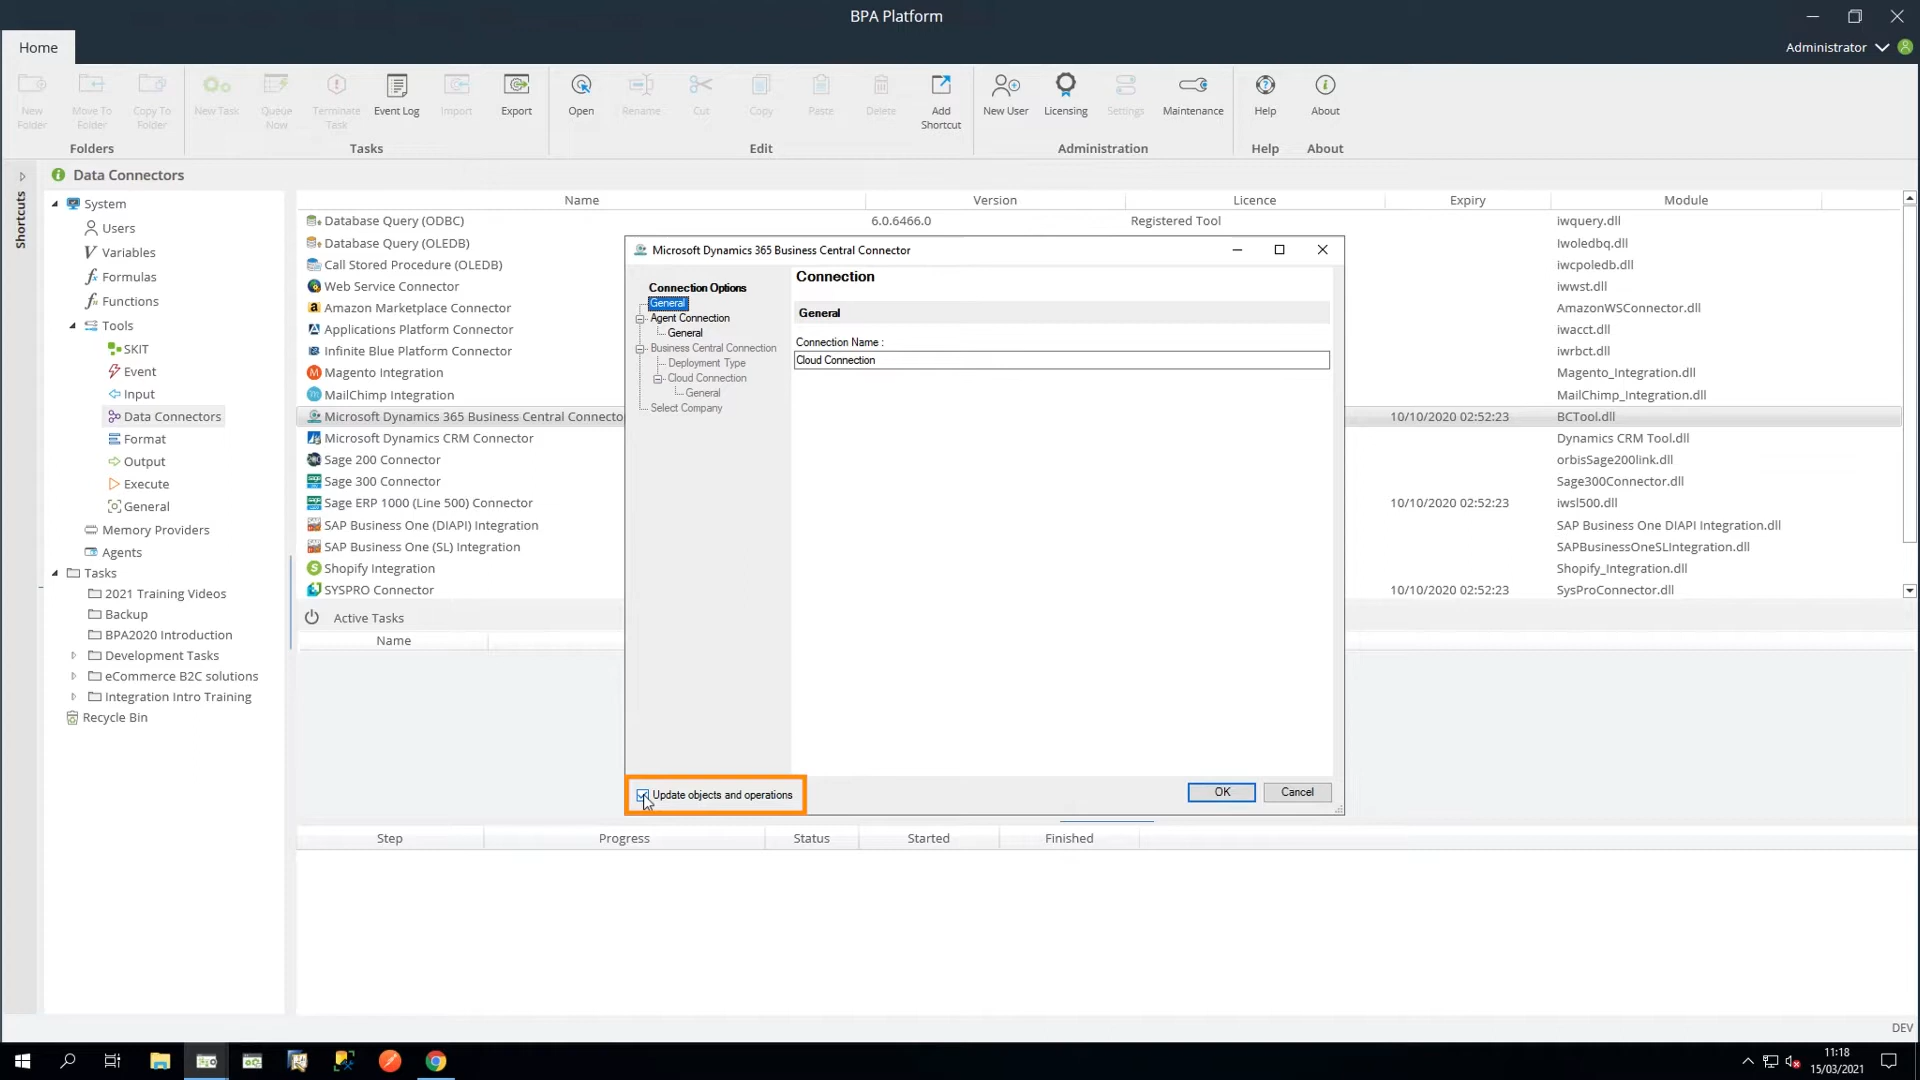 BPA Platform
Home
Administrator
New Folder
Move To Folder
Copy To Folder
New Task
Queue Now
Terminate Task
Event Log
Import
Export
Open
Rename
Cut
Copy
Paste
Delete
Add Shortcut
New User
Licensing
Settings
Maintenance
Help
About
Folders
Tasks
Edit
Administration
Help
About
Shortcuts
Data Connectors
System
Users
Variables
Formulas
Functions
Tools
SKIT
Event
Input
Data Connectors
Format
Output
Execute
General
Memory Providers
Agents
Tasks
2021 Training Videos
Backup
BPA2020 Introduction
Development Tasks
eCommerce B2C solutions
Integration Intro Training
Recycle Bin
Name Version Licence Expiry Module
Database Query (ODBC) 6.0.6466.0 Registered Tool iwquery.dll
Database Query (OLEDB) Iwoledbq.dll
Call Stored Procedure (OLEDB) iwcpoledb.dll
Web Service Connector iwwst.dll
Amazon Marketplace Connector AmazonWSConnector.dll
Applications Platform Connector iwacct.dll
Infinite Blue Platform Connector iwrbct.dll
Magento Integration Magento_Integration.dll
MailChimp Integration MailChimp_Integration.dll
Microsoft Dynamics 365 Business Central Connecto 10/10/2020 02:52:23 BCTool.dll
Microsoft Dynamics CRM Connector Dynamics CRM Tool.dll
Sage 200 Connector orbisSage200link.dll
Sage 300 Connector Sage300Connector.dll
Sage ERP 1000 (Line 500) Connector 10/10/2020 02:52:23 iwsl500.dll
SAP Business One (DIAPI) Integration SAP Business One DIAPI Integration.dll
SAP Business One (SL) Integration SAPBusinessOneSLIntegration.dll
Shopify Integration Shopify_Integration.dll
SYSPRO Connector 10/10/2020 02:52:23 SysProConnector.dll
Microsoft Dynamics 365 Business Central Connector
Connection Options
General
Agent Connection
General
Business Central Connection
Deployment Type
Cloud Connection
General
Select Company
Connection
General
Connection Name :
Cloud Connection
Update objects and operations
OK
Cancel
Active Tasks
Name
Step Progress Status Started Finished
DEV
11:18
15/03/2021